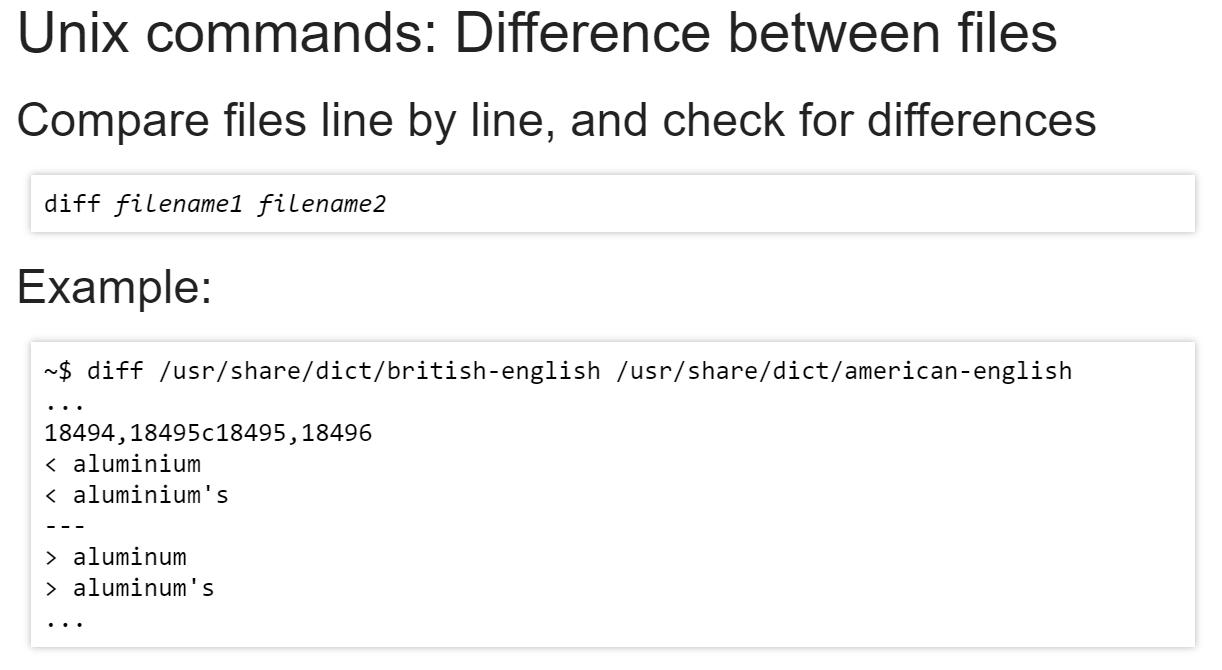 Unix commands: Difference between files
Compare files line by line, and check for differences
diff filename1 filename2
Example:
~$ diff /usr/share/dict/british-english /usr/share/dict/american-english
...
18494,18495c18495,18496
< aluminium
< aluminium's
---
> aluminum
> aluminum's
...